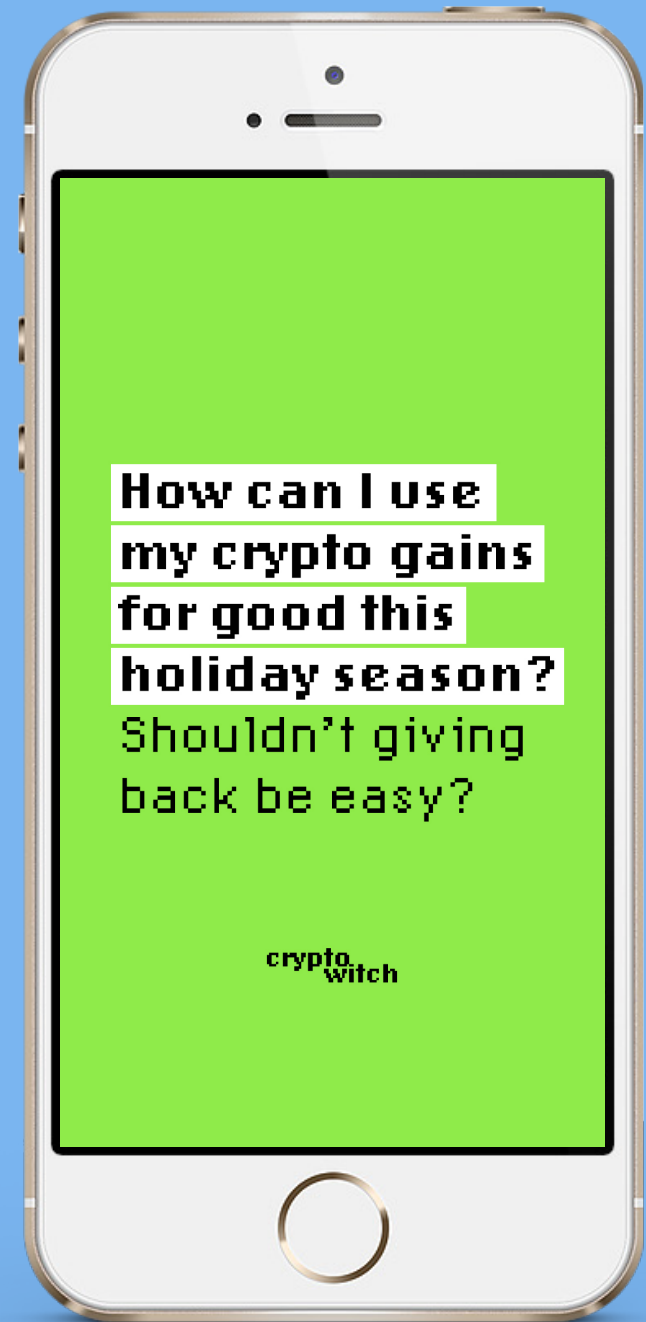 How can I use
my crypto gains
for good this
holiday season?
Shouldn't giving
back be easy?
crypto
witch